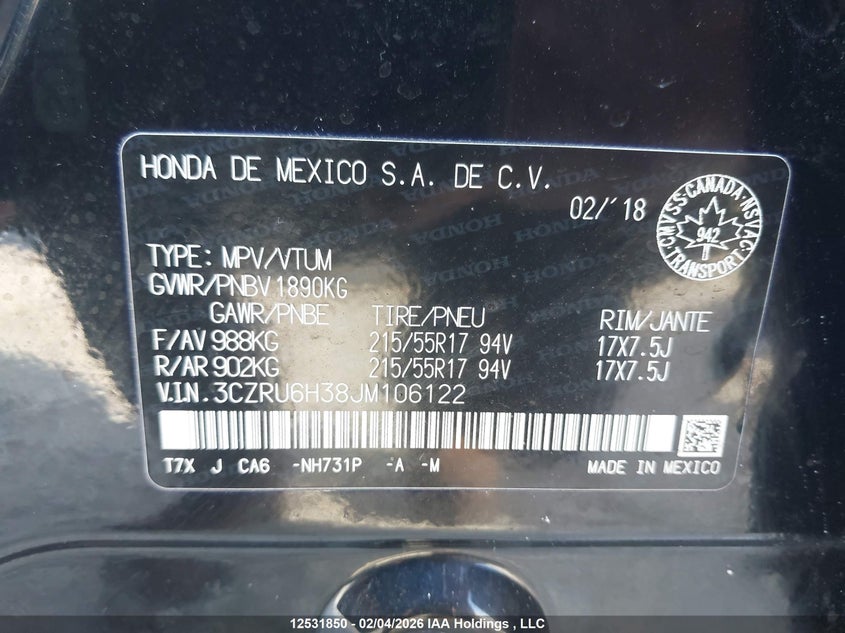 HONDA DE MEXICO S.A. DE C.V.
02/'18
CMVSS·CANADA·NSVAC
942
TRANSPORT
TYPE: MPV/VTUM
GVWR/PNBV 1890KG
GAWR/PNBE TIRE/PNEU RIM/JANTE
F/AV 988KG 215/55R17 94V 17X7.5J
R/AR 902KG 215/55R17 94V 17X7.5J
V.I.N. 3CZRU6H38JM106122
T7X J CA6 -NH731P -A -M MADE IN MEXICO
12531850 - 02/04/2026 IAA Holdings, LLC